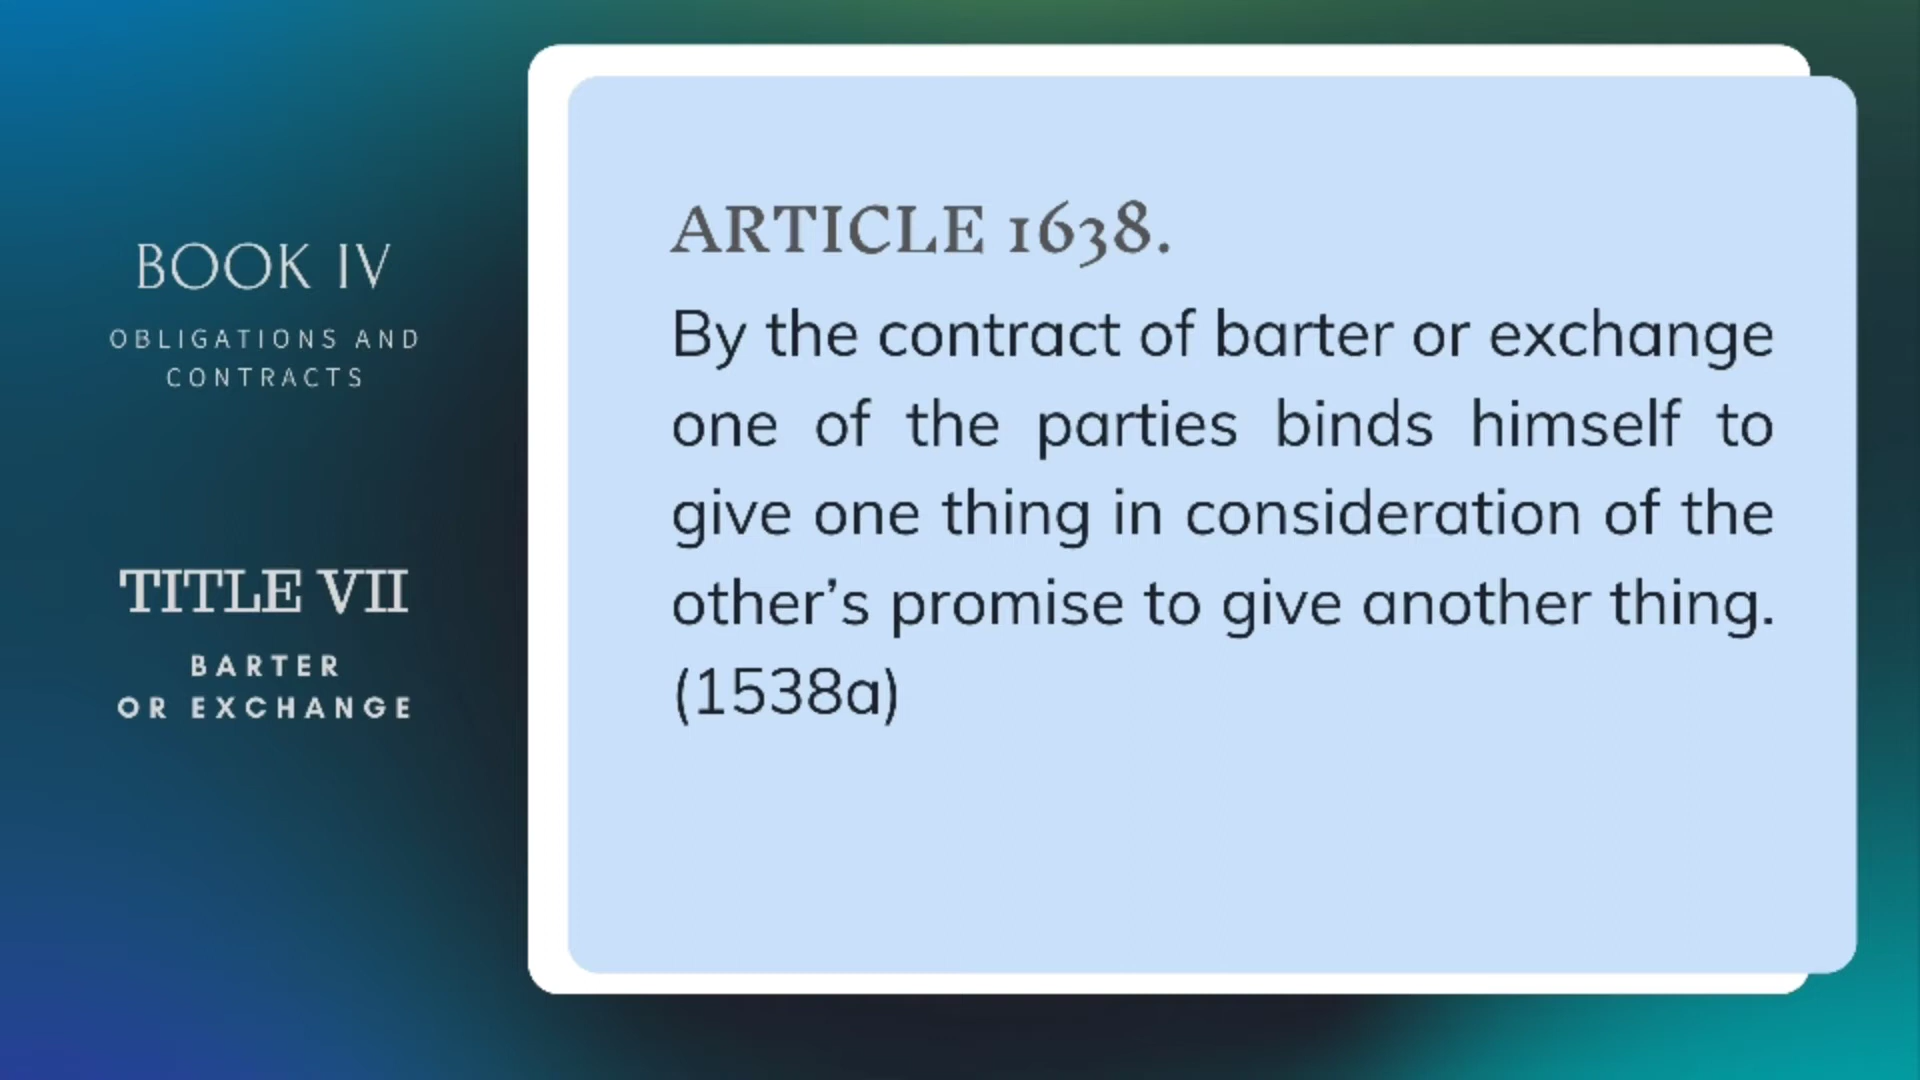 BOOK IV
OBLIGATIONS AND
CONTRACTS
TITLE VII
BARTER
OR EXCHANGE
ARTICLE 1638.
By the contract of barter or exchange
one of the parties binds himself to
give one thing in consideration of the
other’s promise to give another thing.
(1538a)